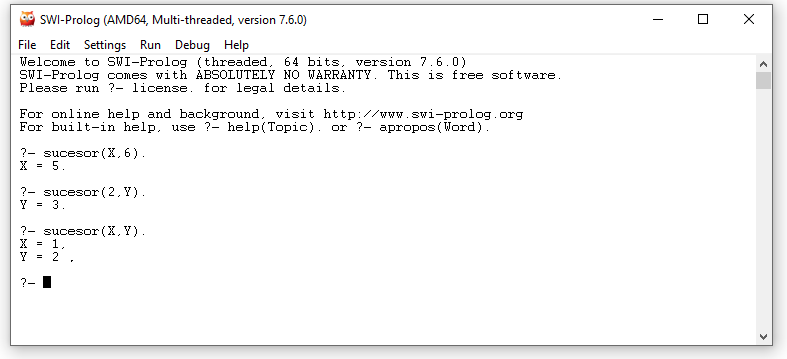 SWI-Prolog (AMD64, Multi-threaded, version 7.6.0)
File Edit Settings Run Debug Help
Welcome to SWI-Prolog (threaded, 64 bits, version 7.6.0)
SWI-Prolog comes with ABSOLUTELY NO WARRANTY. This is free software.
Please run ?- license. for legal details.
For online help and background, visit http://www.swi-prolog.org
For built-in help, use ?- help(Topic). or ?- apropos(Word).
?- sucesor(X,6).
X = 5.
?- sucesor(2,Y).
Y = 3.
?- sucesor(X,Y).
X = 1,
Y = 2 .
?-